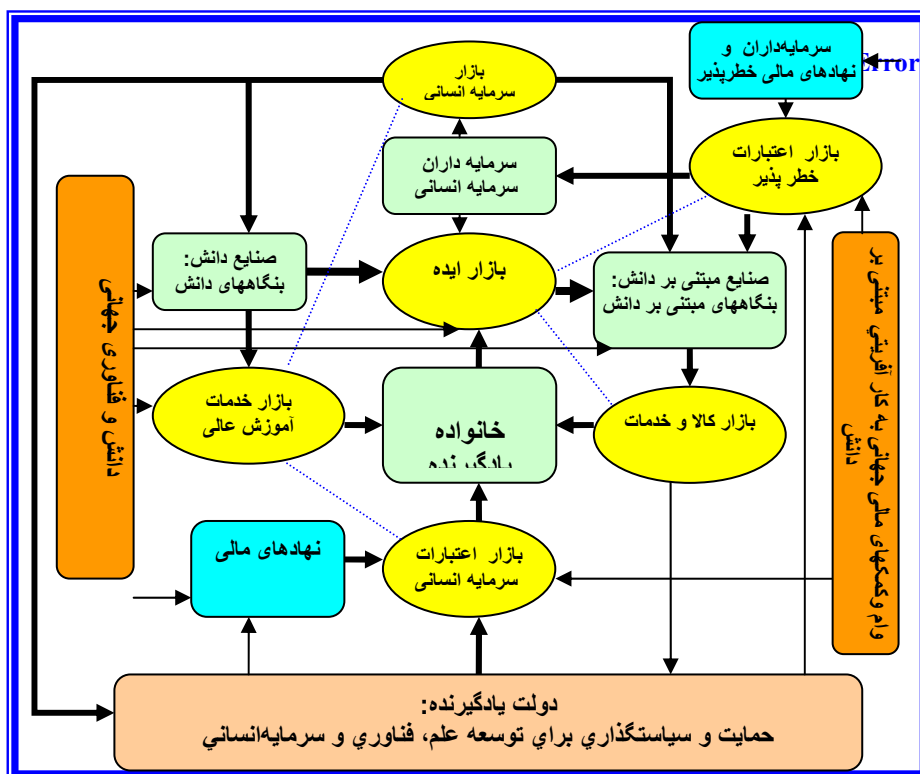 سرمایه‌داران و
نهادهای مالی خطرپذیر
Error
بازار
سرمایه انسانی
بازار اعتبارات
خطر پذیر
سرمایه داران
سرمایه انسانی
صنایع دانش:
بنگاههای دانش
بازار ایده
صنایع مبتنی بر دانش:
بنگاههای مبتنی بر دانش
دانش و فناوری جهانی
وام وکمکهای مالی جهانی به کار آفريني مبتنی بر
دانش
بازار خدمات
آموزش عالی
خانواده
یادگیرنده
بازار کالا و خدمات
نهادهای مالی
بازار اعتبارات
سرمایه انسانی
دولت یادگیرنده:
حمایت و سیاستگذاري براي توسعه علم، فناوري و سرمایه‌انساني